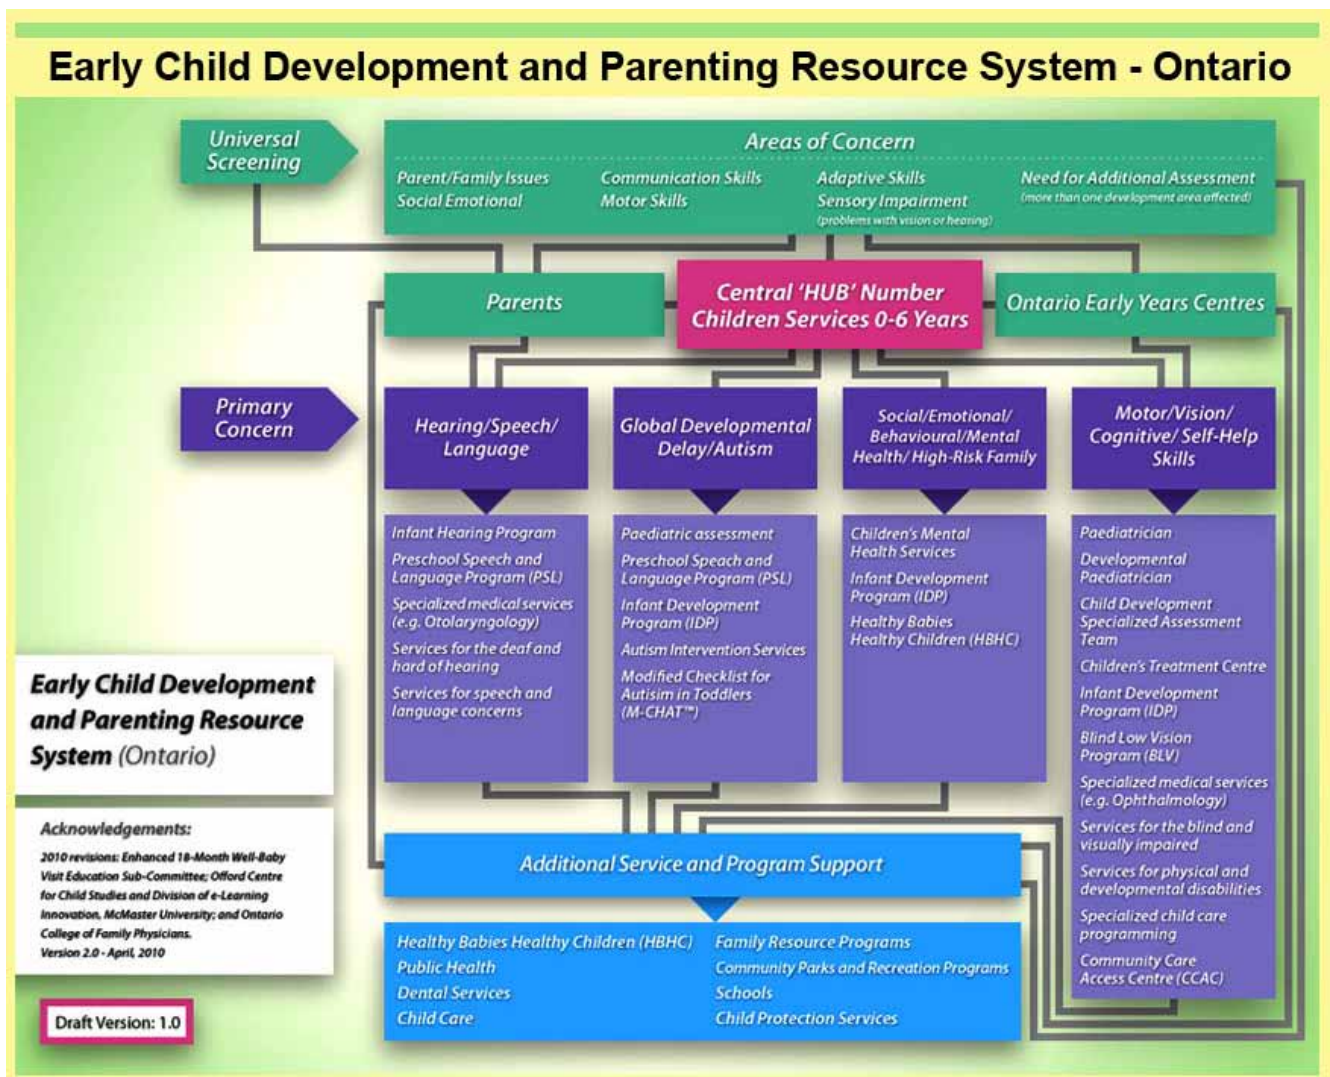 Early Child Development and Parenting Resource System - Ontario
Universal
Screening
Areas of Concern
Parent/Family Issues
Social Emotional
Communication Skills
Motor Skills
Adaptive Skills
Sensory Impairment
(problems with vision or hearing)
Need for Additional Assessment
(more than one development area affected)
Parents
Central ‘HUB’ Number
Children Services 0-6 Years
Ontario Early Years Centres
Primary
Concern
Hearing/Speech/
Language
Global Developmental
Delay/Autism
Social/Emotional/
Behavioural/Mental
Health/ High-Risk Family
Motor/Vision/
Cognitive/ Self-Help
Skills
Infant Hearing Program
Preschool Speech and
Language Program (PSL)
Specialized medical services
(e.g. Otolaryngology)
Services for the deaf and
hard of hearing
Services for speech and
language concerns
Paediatric assessment
Preschool Speach and
Language Program (PSL)
Infant Development
Program (IDP)
Autism Intervention Services
Modified Checklist for
Autisim in Toddlers
(M-CHAT™)
Children's Mental
Health Services
Infant Development
Program (IDP)
Healthy Babies
Healthy Children (HBHC)
Paediatrician
Developmental
Paediatrician
Child Development
Specialized Assessment
Team
Children's Treatment Centre
Infant Development
Program (IDP)
Blind Low Vision
Program (BLV)
Specialized medical services
(e.g. Ophthalmology)
Services for the blind and
visually impaired
Services for physical and
developmental disabilities
Specialized child care
programming
Community Care
Access Centre (CCAC)
Early Child Development
and Parenting Resource
System (Ontario)
Acknowledgements:
2010 revisions: Enhanced 18-Month Well-Baby
Visit Education Sub-Committee; Offord Centre
for Child Studies and Division of e-Learning
Innovation, McMaster University; and Ontario
College of Family Physicians.
Version 2.0 - April, 2010
Draft Version: 1.0
Additional Service and Program Support
Healthy Babies Healthy Children (HBHC)
Public Health
Dental Services
Child Care
Family Resource Programs
Community Parks and Recreation Programs
Schools
Child Protection Services